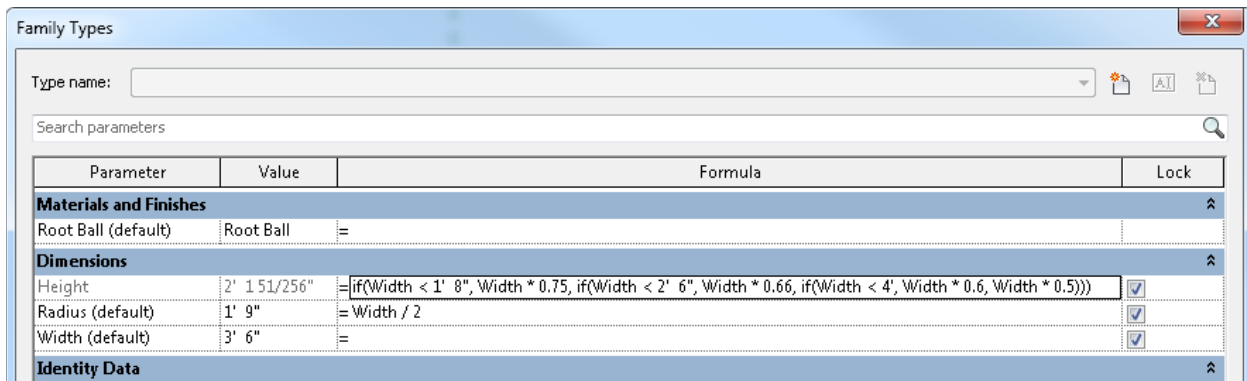 Family Types
x
Type name:
AI
Search parameters
Parameter Value Formula Lock
Materials and Finishes
Root Ball (default) Root Ball =
Dimensions
Height 2' 1 51/256" = if(Width < 1' 8", Width * 0.75, if(Width < 2' 6", Width * 0.66, if(Width < 4', Width * 0.6, Width * 0.5)))
Radius (default) 1' 9" = Width / 2
Width (default) 3' 6" =
Identity Data